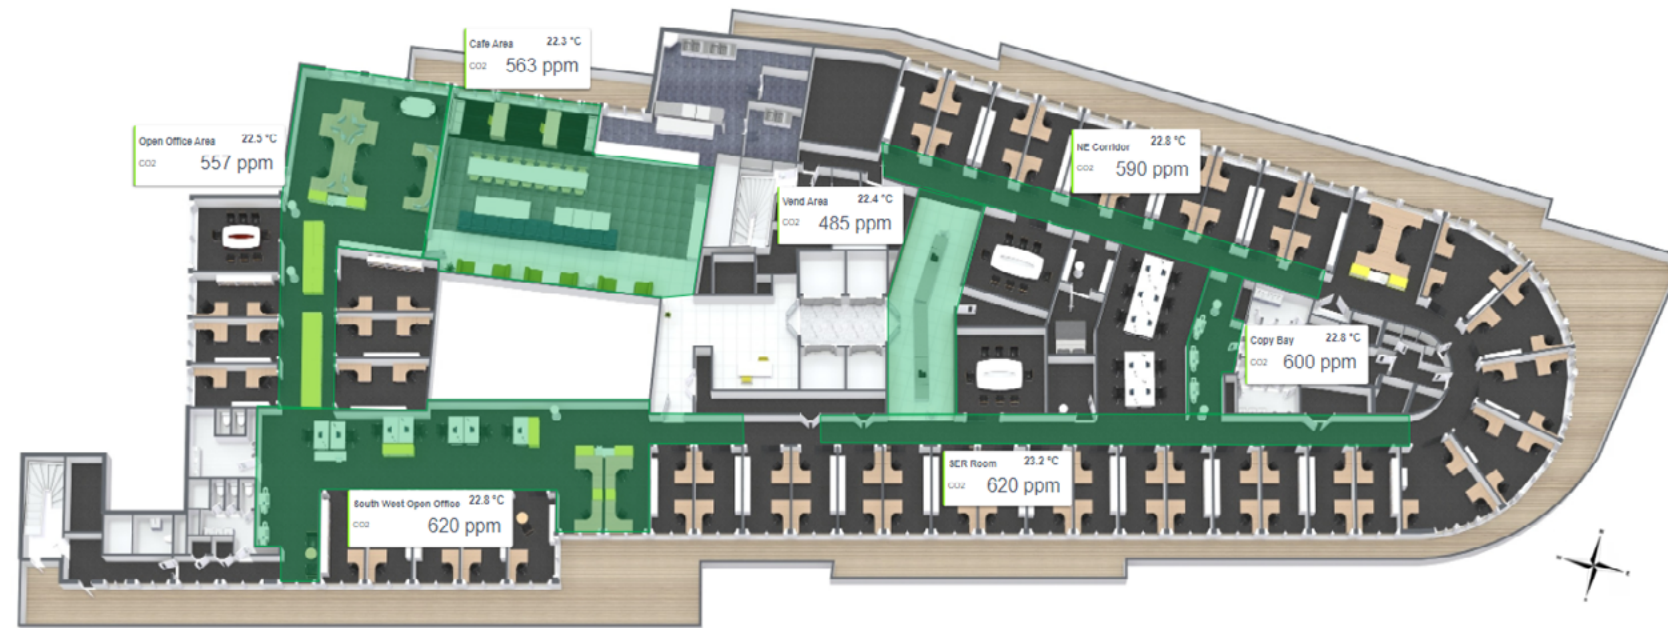 Cafe Area 22.3 °C
CO2 563 ppm
Open Office Area 22.5 °C
CO2 557 ppm
NE Corridor 22.8 °C
CO2 590 ppm
Vend Area 22.4 °C
CO2 485 ppm
Copy Bay 22.8 °C
CO2 600 ppm
SER Room 23.2 °C
CO2 620 ppm
South West Open Office 22.8 °C
CO2 620 ppm